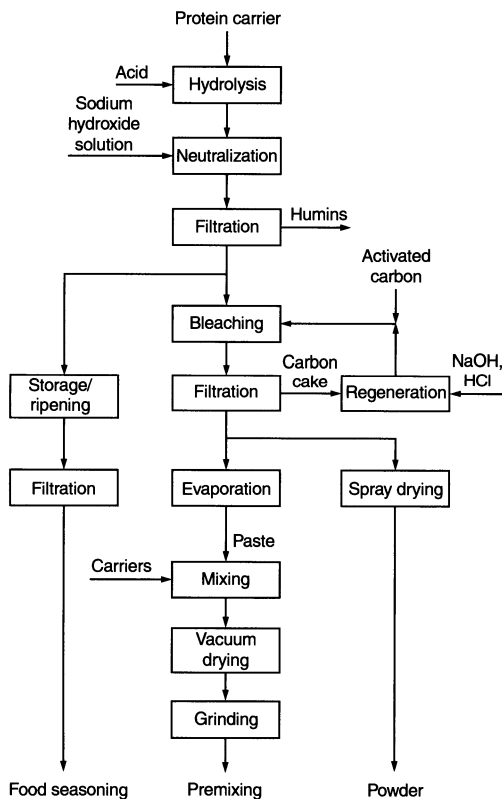 Protein carrier
Acid
Hydrolysis
Sodium
hydroxide
solution
Neutralization
Filtration
Humins
Activated
carbon
Bleaching
Storage/
ripening
Filtration
Carbon
cake
Regeneration
NaOH,
HCl
Filtration
Evaporation
Spray drying
Paste
Carriers
Mixing
Vacuum
drying
Grinding
Food seasoning
Premixing
Powder